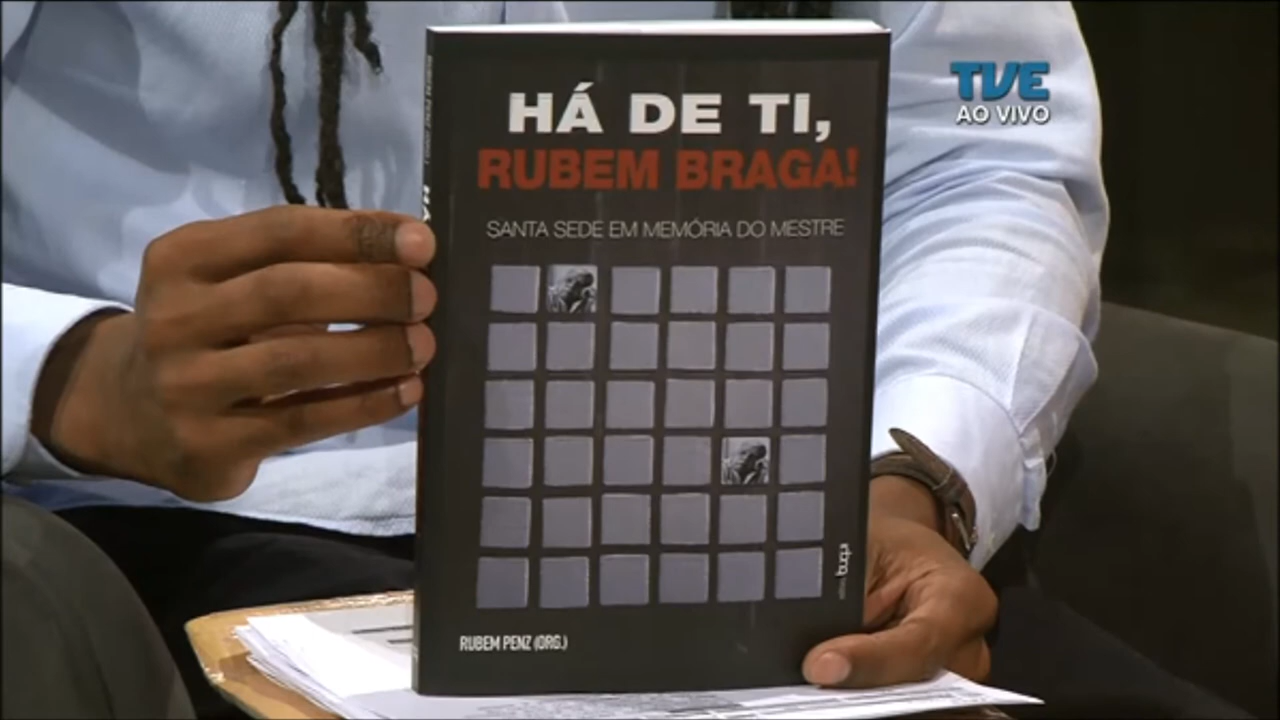 TVE
AO VIVO
HÁ DE TI,
RUBEM BRAGA!
SANTA SEDE EM MEMÓRIA DO MESTRE
RUBEM PENZ (ORG.)